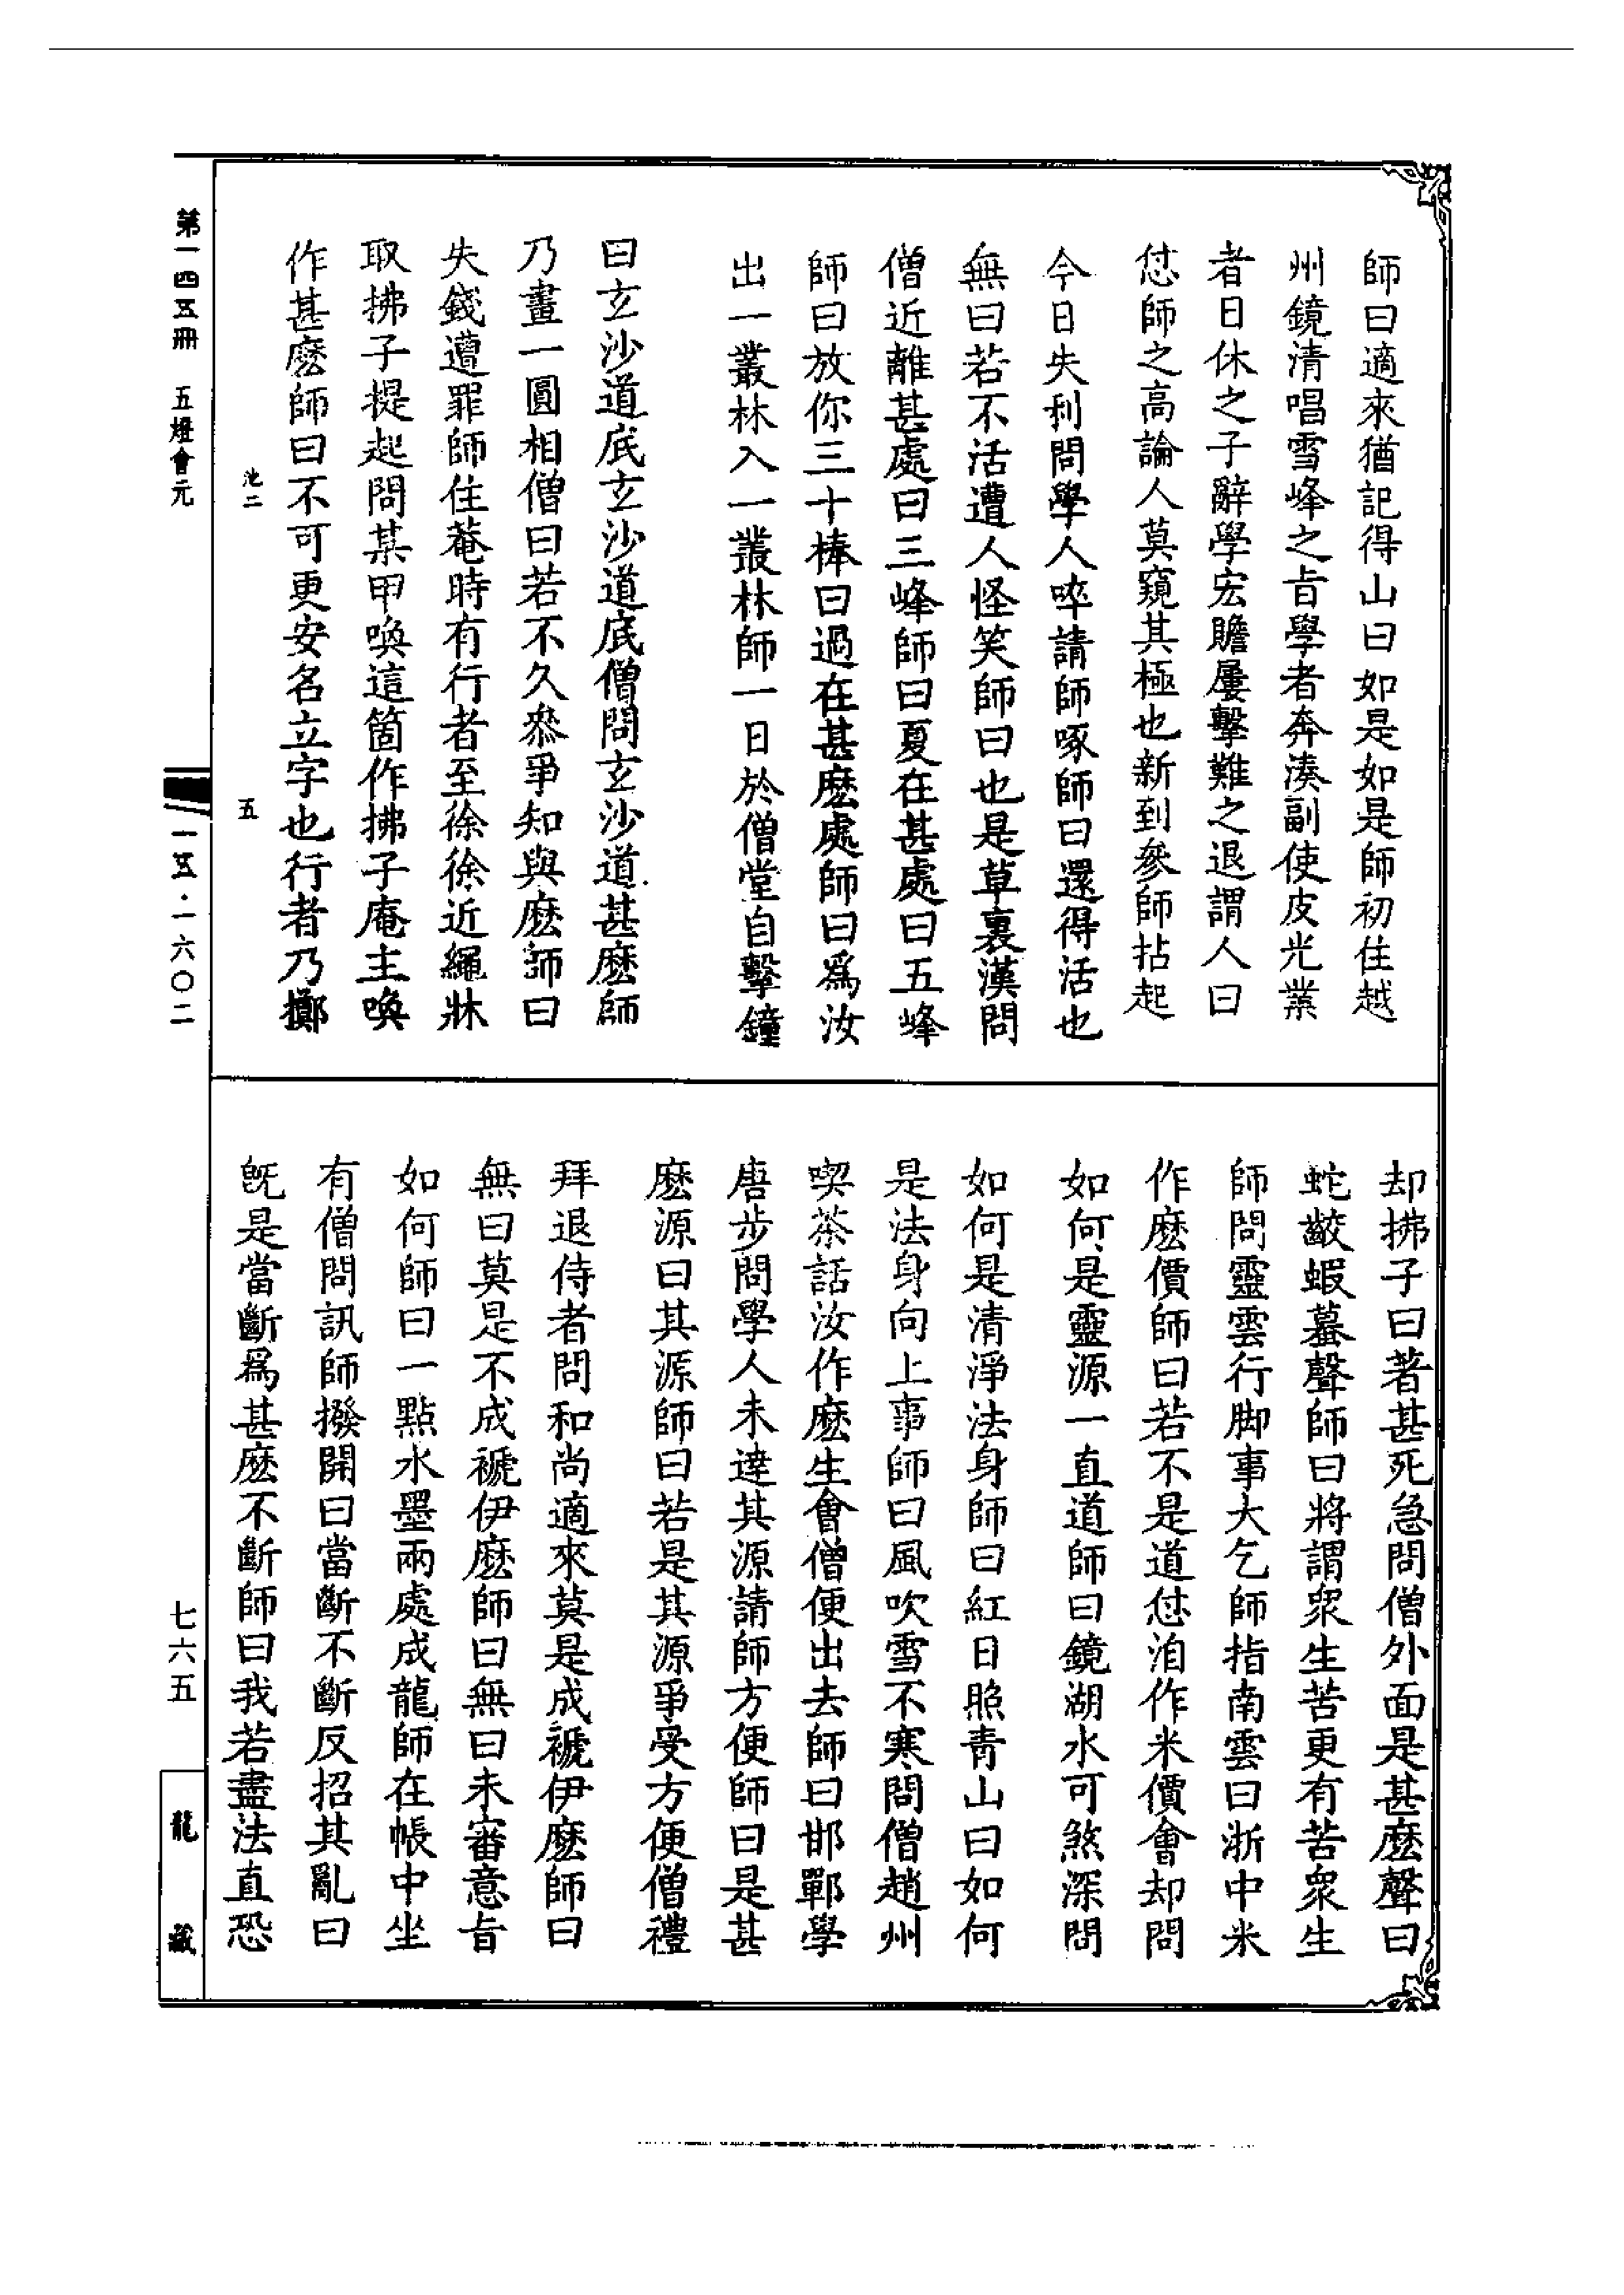 師曰適來猶記得山曰如是如是師初住越
州鏡清唱雪峰之旨學者奔湊副使皮光業
者日休之子辭學宏贍屢擊難之退謂人曰
怤師之高論人莫窺其極也新到參師拈起
今日失利問學人啐請師啄師曰還得活也
無曰若不活遭人怪笑師曰也是草裏漢問
僧近離甚處曰三峰師曰夏在甚處曰五峰
師曰放你三十棒曰過在甚麽處師曰爲汝
出一叢林入一叢林師一日於僧堂自擊鐘
曰玄沙道底玄沙道底僧問玄沙道甚麽師
乃畫一圓相僧曰若不久叅爭知與麽師曰
失錢遭罪師住菴時有行者至徐徐近繩牀
取拂子提起問某甲喚這箇作拂子庵主喚
作甚麽師曰不可更安名立字也行者乃擲
池二
五
却拂子曰著甚死急問僧外面是甚麽聲曰
蛇齩蝦蟇聲師曰將謂衆生苦更有苦衆生
師問靈雲行脚事大乞師指南雲曰浙中米
作麽價師曰若不是道怤洎作米價會却問
如何是靈源一直道師曰鏡湖水可煞深問
如何是清淨法身師曰紅日照青山曰如何
是法身向上事師曰風吹雪不寒問僧趙州
喫茶話汝作麽生會僧便出去師曰邯鄲學
唐步問學人未達其源請師方便師曰是甚
麽源曰其源師曰若是其源爭受方便僧禮
拜退侍者問和尚適來莫是成褫伊麽師曰
無曰莫是不成褫伊麽師曰無曰未審意旨
如何師曰一點水墨兩處成龍師在帳中坐
有僧問訊師撥開曰當斷不斷反招其亂曰
旣是當斷爲甚麽不斷師曰我若盡法直恐
第一四五冊 五燈會元
一五五·一六〇二
七六五
龍藏